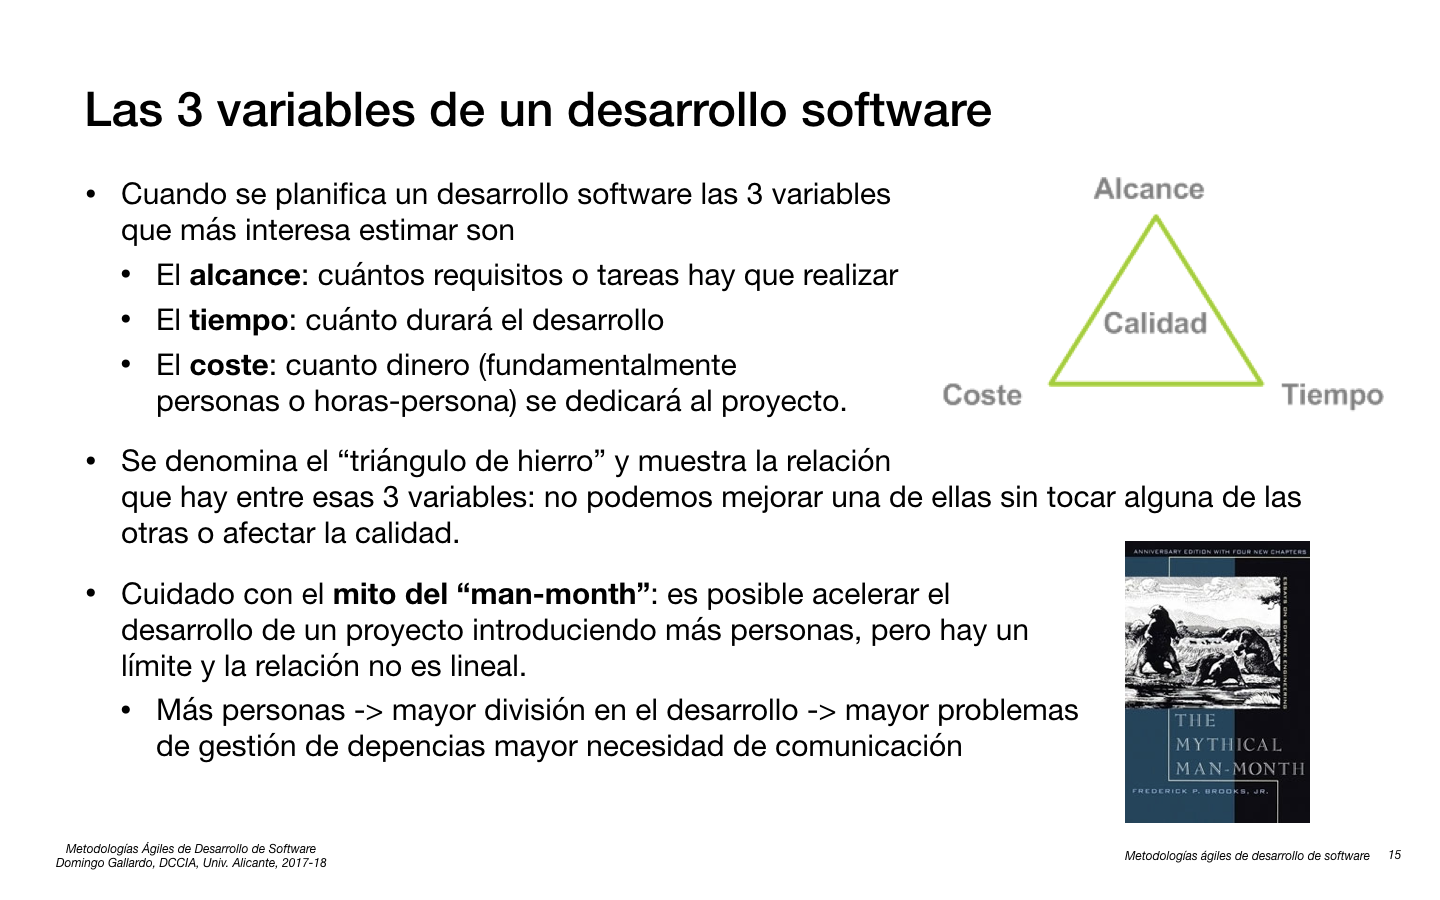 Las 3 variables de un desarrollo software
• Cuando se planifica un desarrollo software las 3 variables
que más interesa estimar son
• El alcance: cuántos requisitos o tareas hay que realizar
• El tiempo: cuánto durará el desarrollo
• El coste: cuanto dinero (fundamentalmente
personas o horas-persona) se dedicará al proyecto.
Alcance
Calidad
Coste
Tiempo
• Se denomina el “triángulo de hierro” y muestra la relación
que hay entre esas 3 variables: no podemos mejorar una de ellas sin tocar alguna de las
otras o afectar la calidad.
• Cuidado con el mito del “man-month”: es posible acelerar el
desarrollo de un proyecto introduciendo más personas, pero hay un
límite y la relación no es lineal.
• Más personas -> mayor división en el desarrollo -> mayor problemas
de gestión de depencias mayor necesidad de comunicación
ANNIVERSARY EDITION WITH FOUR NEW CHAPTERS
ESSAYS ON SOFTWARE ENGINEERING
THE
MYTHICAL
MAN-MONTH
FREDERICK P. BROOKS, JR.
Metodologías Ágiles de Desarrollo de Software
Domingo Gallardo, DCCIA, Univ. Alicante, 2017-18
Metodologías ágiles de desarrollo de software 15